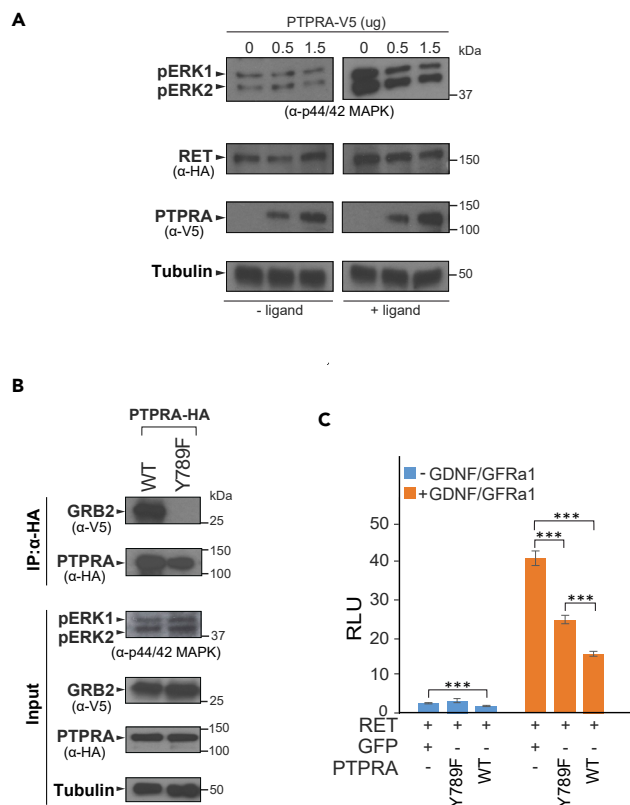 A
PTPRA-V5 (ug)
0 0.5 1.5 0 0.5 1.5 kDa
pERK1
pERK2
37
(α-p44/42 MAPK)
RET
(α-HA)
150
PTPRA
(α-V5)
150
100
Tubulin
50
- ligand + ligand
B
PTPRA-HA
WT Y789F
kDa
IP:α-HA
GRB2
(α-V5)
25
PTPRA
(α-HA)
150
100
Input
pERK1
pERK2
37
(α-p44/42 MAPK)
GRB2
(α-V5)
25
PTPRA
(α-HA)
150
100
Tubulin
50
C
- GDNF/GFRa1
+GDNF/GFRa1
RLU
50
40
30
20
10
0
***
***
***
***
RET + + + + + +
GFP + - - + - -
PTPRA - Y789F WT - Y789F WT